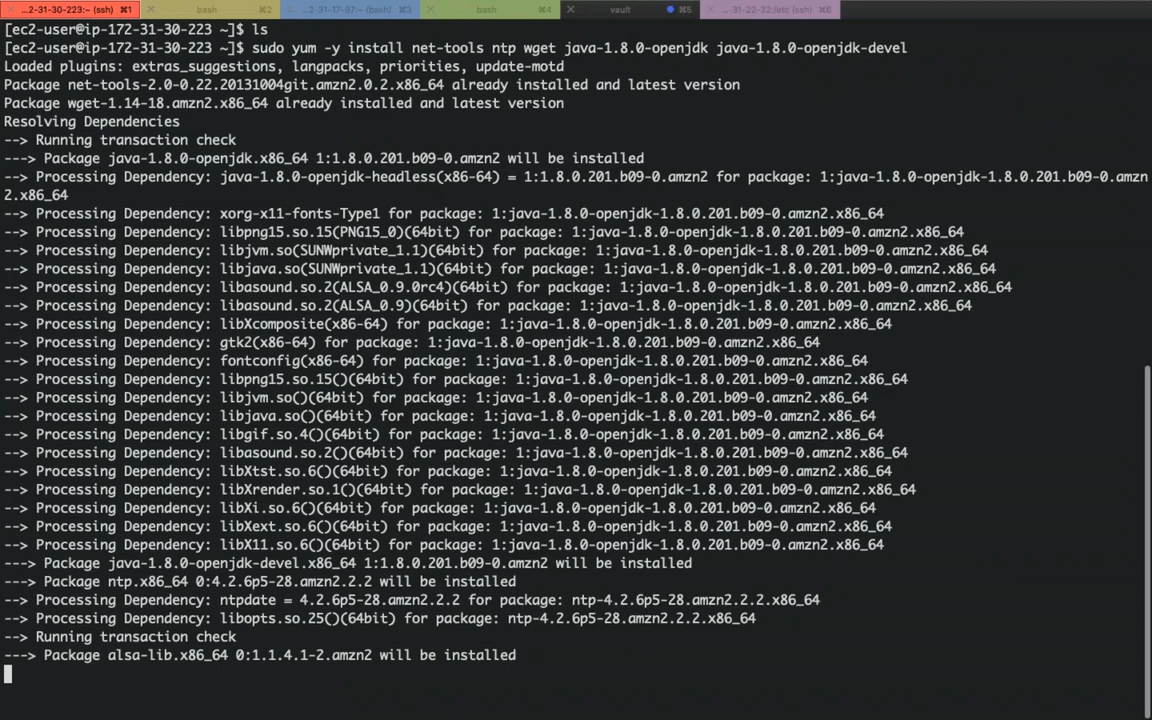 ...2-31-30-223:~ (ssh) ⌘1 bash ⌘2 ...2-31-17-97:~ (bash) ⌘3 bash ⌘4 vault ⌘5 ...-31-22-32:/etc (ssh) ⌘6
[ec2-user@ip-172-31-30-223 ~]$ ls
[ec2-user@ip-172-31-30-223 ~]$ sudo yum -y install net-tools ntp wget java-1.8.0-openjdk java-1.8.0-openjdk-devel
Loaded plugins: extras_suggestions, langpacks, priorities, update-motd
Package net-tools-2.0-0.22.20131004git.amzn2.0.2.x86_64 already installed and latest version
Package wget-1.14-18.amzn2.x86_64 already installed and latest version
Resolving Dependencies
--> Running transaction check
---> Package java-1.8.0-openjdk.x86_64 1:1.8.0.201.b09-0.amzn2 will be installed
--> Processing Dependency: java-1.8.0-openjdk-headless(x86-64) = 1:1.8.0.201.b09-0.amzn2 for package: 1:java-1.8.0-openjdk-1.8.0.201.b09-0.amzn
2.x86_64
--> Processing Dependency: xorg-x11-fonts-Type1 for package: 1:java-1.8.0-openjdk-1.8.0.201.b09-0.amzn2.x86_64
--> Processing Dependency: libpng15.so.15(PNG15_0)(64bit) for package: 1:java-1.8.0-openjdk-1.8.0.201.b09-0.amzn2.x86_64
--> Processing Dependency: libjvm.so(SUNWprivate_1.1)(64bit) for package: 1:java-1.8.0-openjdk-1.8.0.201.b09-0.amzn2.x86_64
--> Processing Dependency: libjava.so(SUNWprivate_1.1)(64bit) for package: 1:java-1.8.0-openjdk-1.8.0.201.b09-0.amzn2.x86_64
--> Processing Dependency: libasound.so.2(ALSA_0.9.0rc4)(64bit) for package: 1:java-1.8.0-openjdk-1.8.0.201.b09-0.amzn2.x86_64
--> Processing Dependency: libasound.so.2(ALSA_0.9)(64bit) for package: 1:java-1.8.0-openjdk-1.8.0.201.b09-0.amzn2.x86_64
--> Processing Dependency: libXcomposite(x86-64) for package: 1:java-1.8.0-openjdk-1.8.0.201.b09-0.amzn2.x86_64
--> Processing Dependency: gtk2(x86-64) for package: 1:java-1.8.0-openjdk-1.8.0.201.b09-0.amzn2.x86_64
--> Processing Dependency: fontconfig(x86-64) for package: 1:java-1.8.0-openjdk-1.8.0.201.b09-0.amzn2.x86_64
--> Processing Dependency: libpng15.so.15()(64bit) for package: 1:java-1.8.0-openjdk-1.8.0.201.b09-0.amzn2.x86_64
--> Processing Dependency: libjvm.so()(64bit) for package: 1:java-1.8.0-openjdk-1.8.0.201.b09-0.amzn2.x86_64
--> Processing Dependency: libjava.so()(64bit) for package: 1:java-1.8.0-openjdk-1.8.0.201.b09-0.amzn2.x86_64
--> Processing Dependency: libgif.so.4()(64bit) for package: 1:java-1.8.0-openjdk-1.8.0.201.b09-0.amzn2.x86_64
--> Processing Dependency: libasound.so.2()(64bit) for package: 1:java-1.8.0-openjdk-1.8.0.201.b09-0.amzn2.x86_64
--> Processing Dependency: libXtst.so.6()(64bit) for package: 1:java-1.8.0-openjdk-1.8.0.201.b09-0.amzn2.x86_64
--> Processing Dependency: libXrender.so.1()(64bit) for package: 1:java-1.8.0-openjdk-1.8.0.201.b09-0.amzn2.x86_64
--> Processing Dependency: libXi.so.6()(64bit) for package: 1:java-1.8.0-openjdk-1.8.0.201.b09-0.amzn2.x86_64
--> Processing Dependency: libXext.so.6()(64bit) for package: 1:java-1.8.0-openjdk-1.8.0.201.b09-0.amzn2.x86_64
--> Processing Dependency: libX11.so.6()(64bit) for package: 1:java-1.8.0-openjdk-1.8.0.201.b09-0.amzn2.x86_64
---> Package java-1.8.0-openjdk-devel.x86_64 1:1.8.0.201.b09-0.amzn2 will be installed
---> Package ntp.x86_64 0:4.2.6p5-28.amzn2.2.2 will be installed
--> Processing Dependency: ntpdate = 4.2.6p5-28.amzn2.2.2 for package: ntp-4.2.6p5-28.amzn2.2.2.x86_64
--> Processing Dependency: libopts.so.25()(64bit) for package: ntp-4.2.6p5-28.amzn2.2.2.x86_64
--> Running transaction check
---> Package alsa-lib.x86_64 0:1.1.4.1-2.amzn2 will be installed